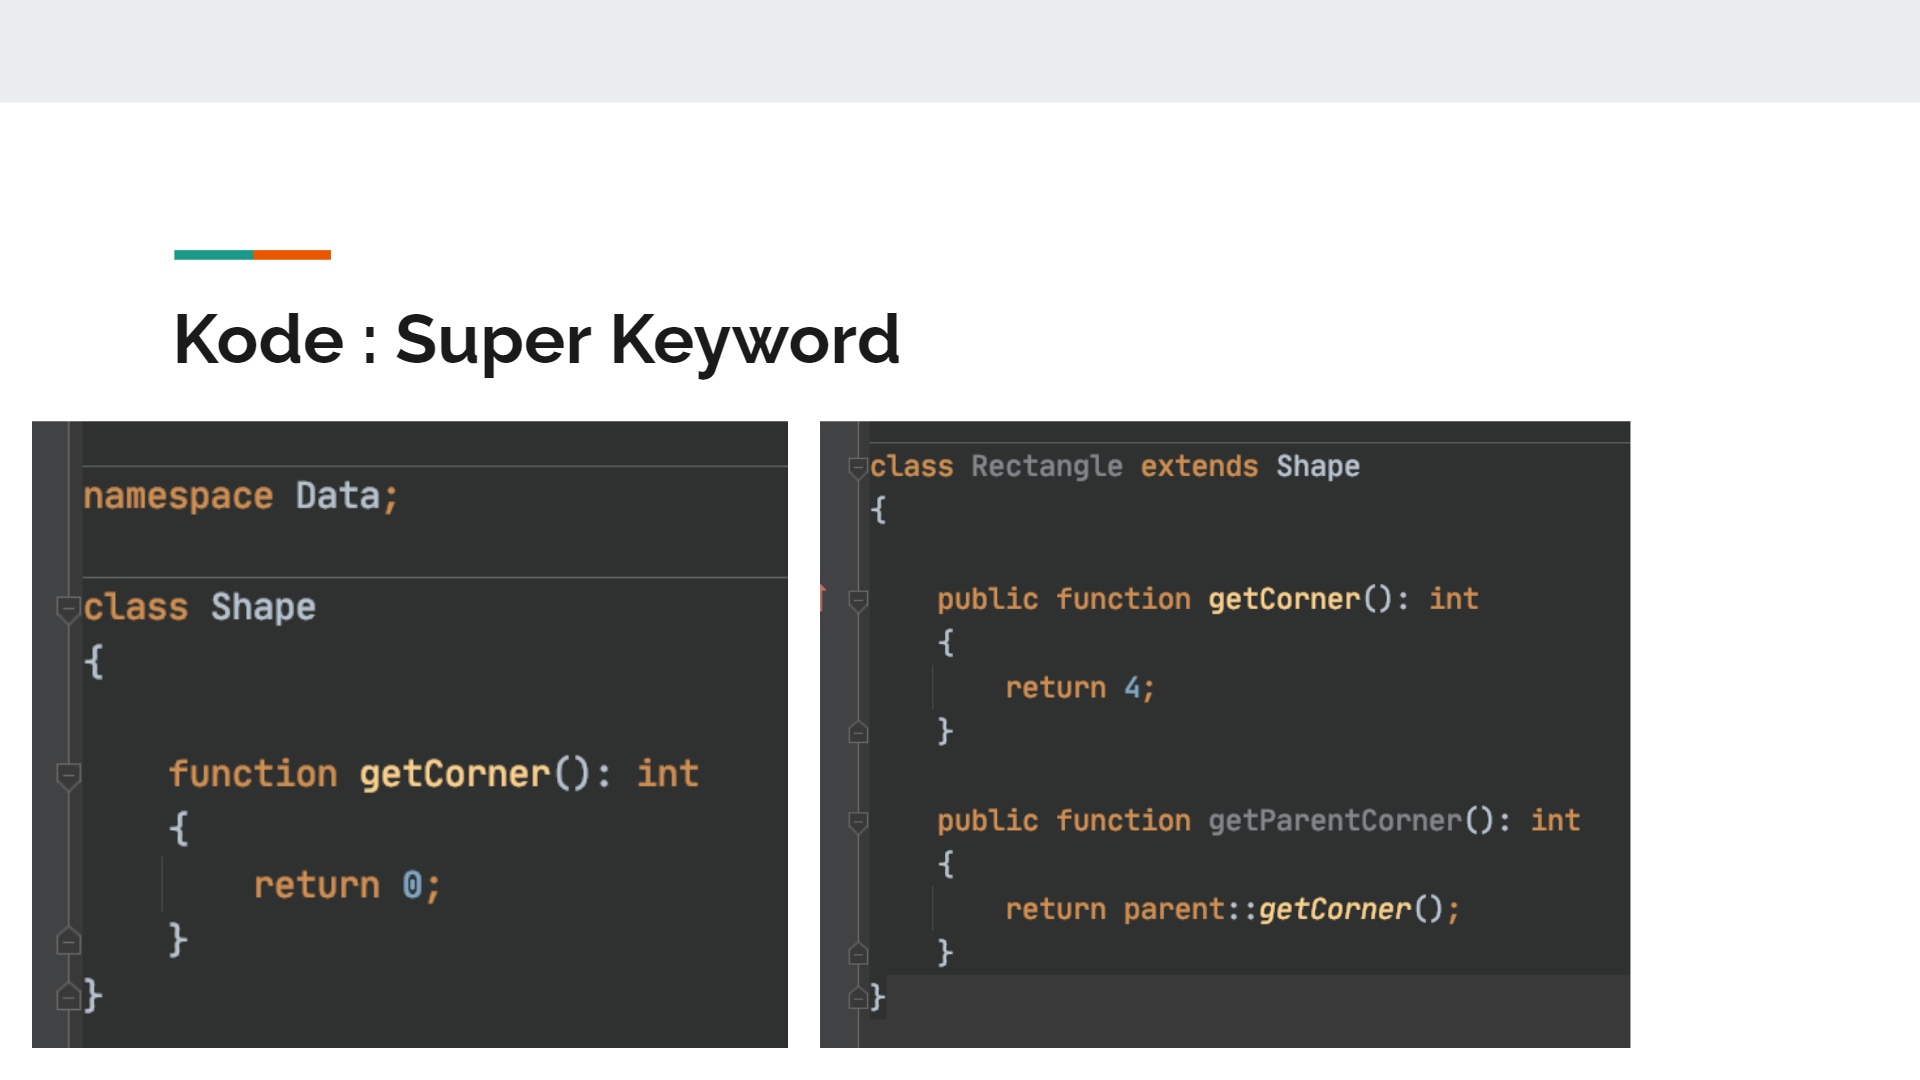 Kode : Super Keyword
namespace Data;
class Shape
{
function getCorner(): int
{
return 0;
}
}
class Rectangle extends Shape
{
public function getCorner(): int
{
return 4;
}
public function getParentCorner(): int
{
return parent::getCorner();
}
}